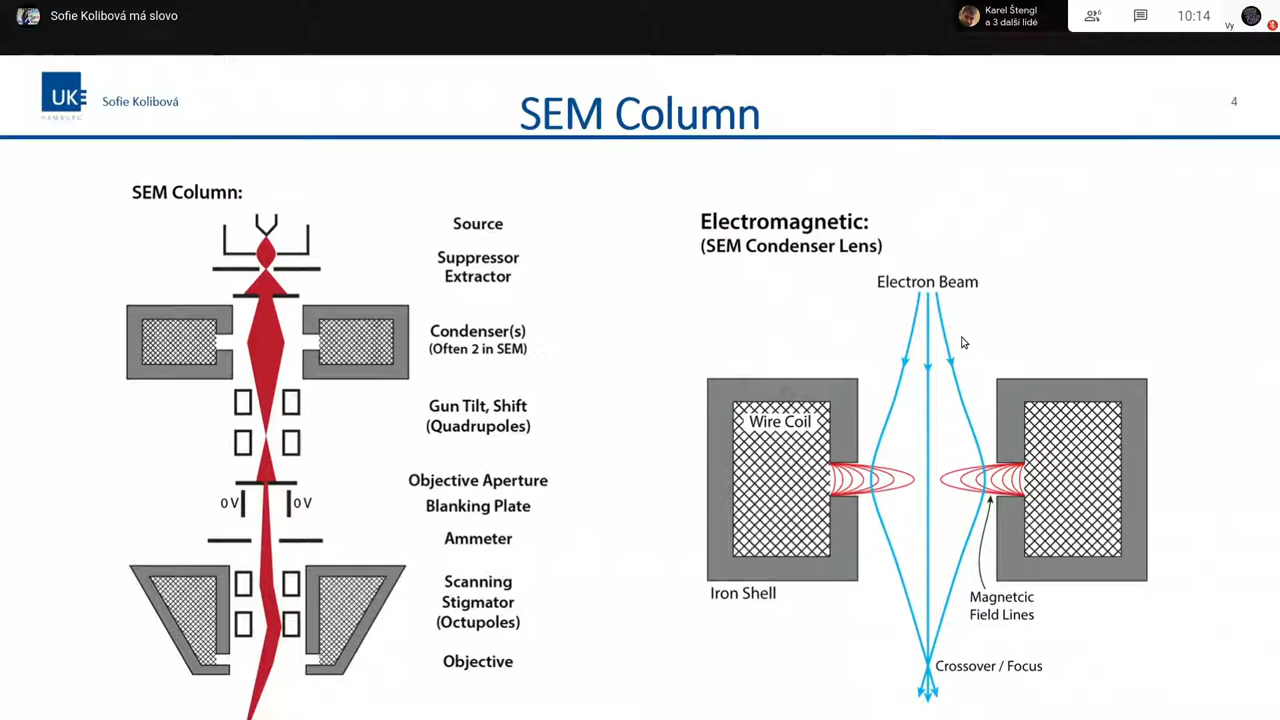 Sofie Kolibová má slovo
Karel Štengl
a 3 další lidé
6
10:14
Vy
UKE
HAMBURG
Sofie Kolibová
SEM Column
4
SEM Column:
Source
Suppressor
Extractor
Condenser(s)
(Often 2 in SEM)
Gun Tilt, Shift
(Quadrupoles)
Objective Aperture
0 V
0 V
Blanking Plate
Ammeter
Scanning
Stigmator
(Octupoles)
Objective
Electromagnetic:
(SEM Condenser Lens)
Electron Beam
Wire Coil
Iron Shell
Magnetcic
Field Lines
Crossover / Focus